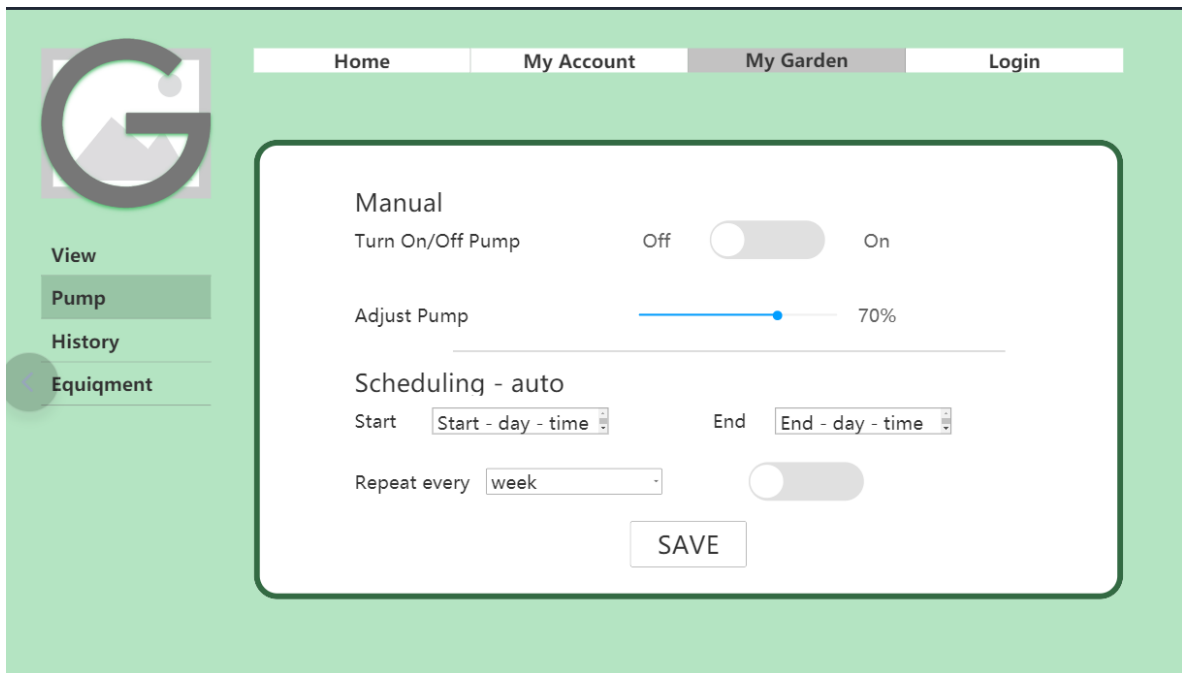 Home My Account My Garden Login
View
Pump
History
Equiqment
Manual
Turn On/Off Pump Off On
Adjust Pump 70%
Scheduling - auto
Start Start - day - time End End - day - time
Repeat every week
SAVE